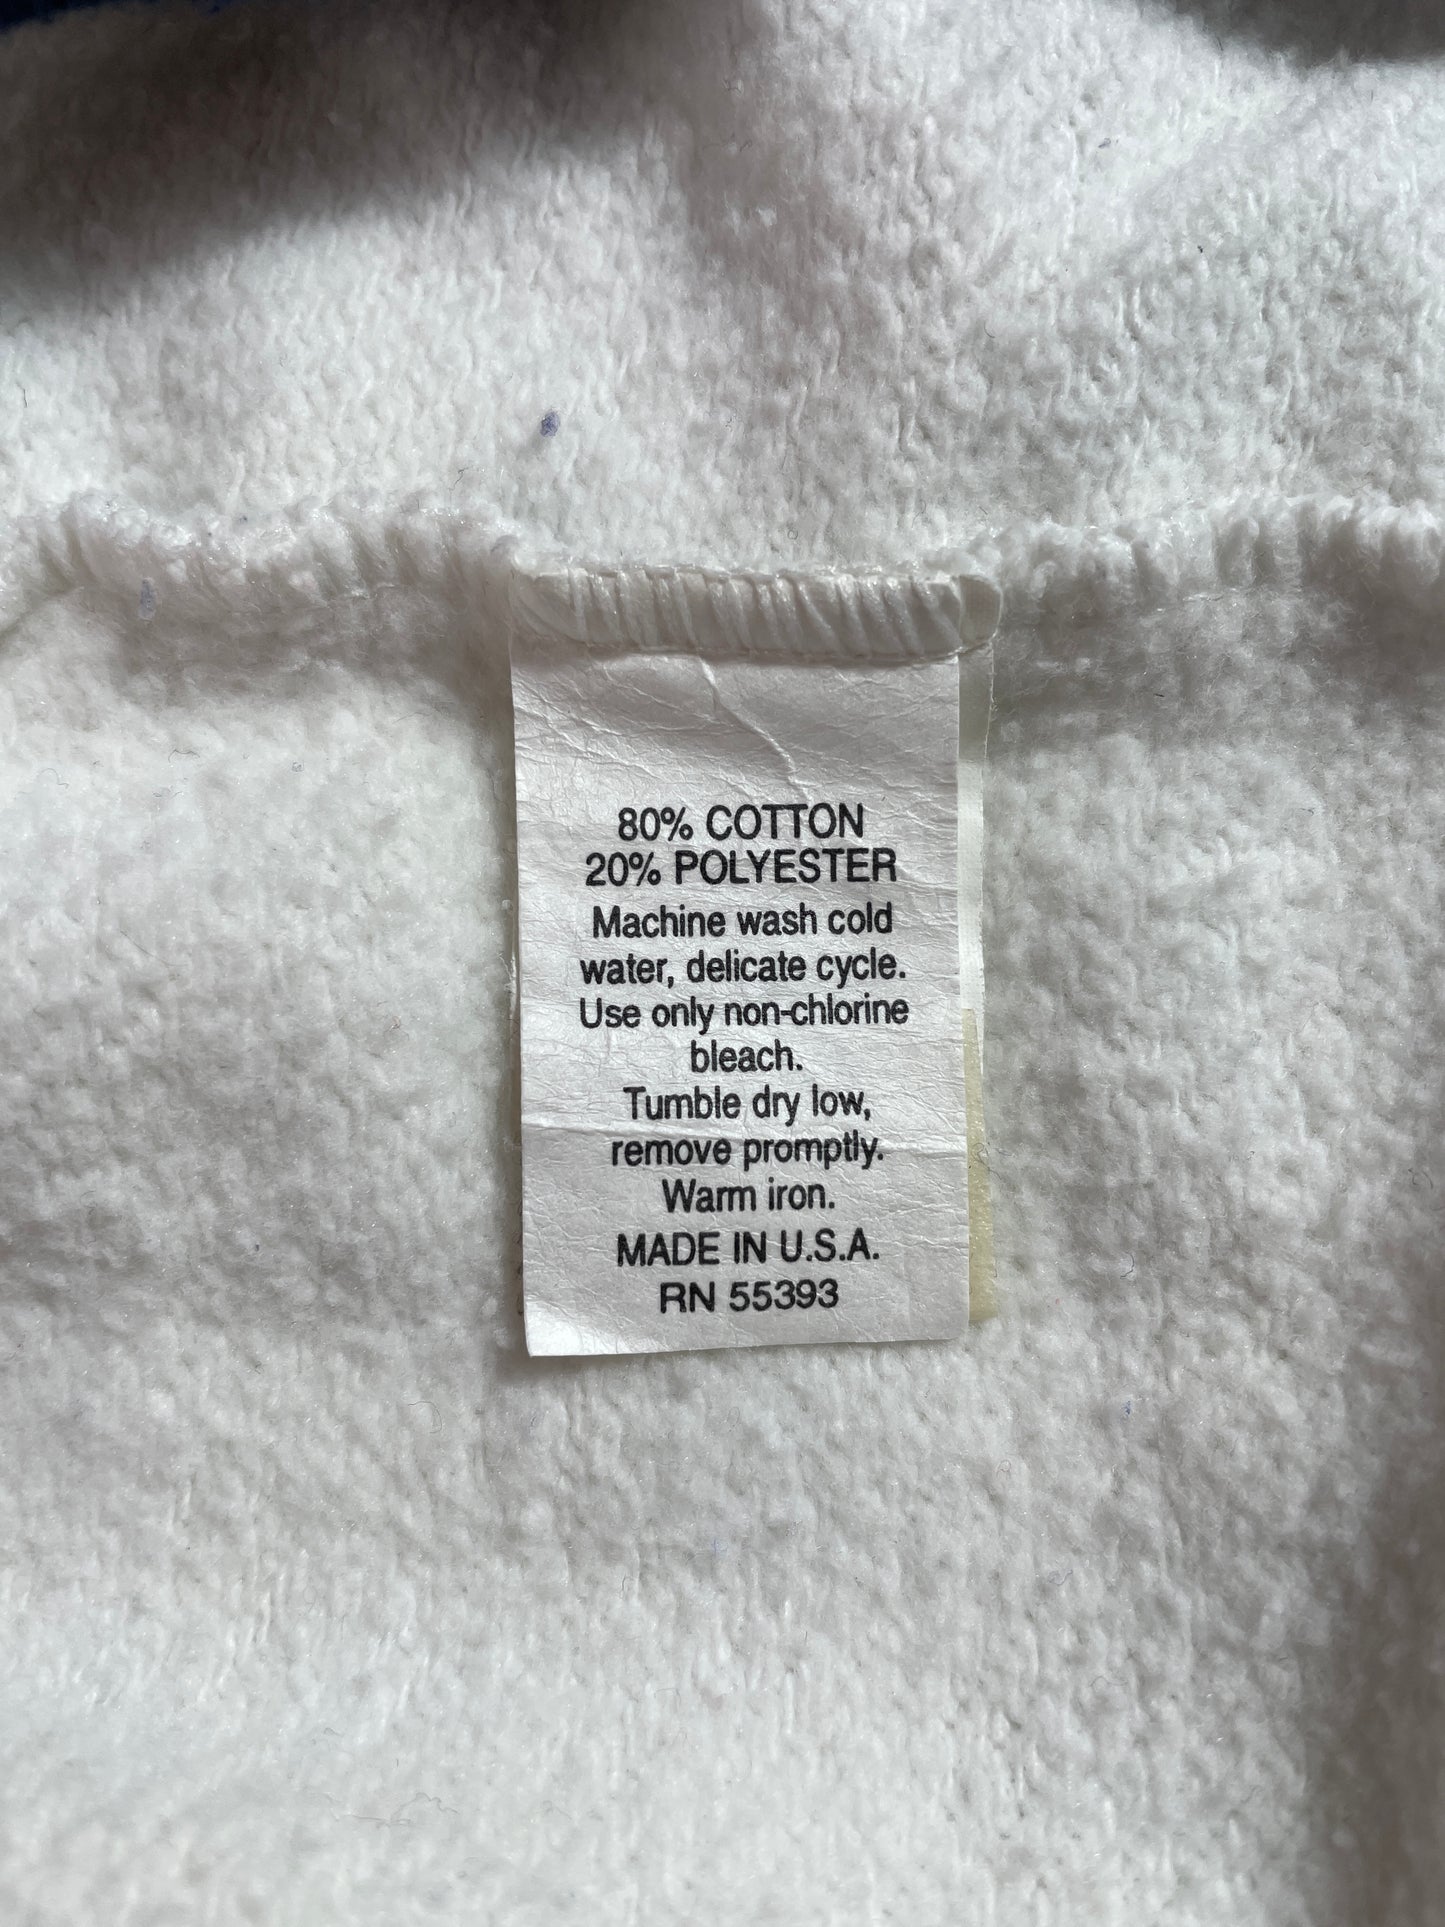 80% COTTON
20% POLYESTER
Machine wash cold
water, delicate cycle.
Use only non-chlorine
bleach.
Tumble dry low,
remove promptly.
Warm iron.
MADE IN U.S.A.
RN 55393